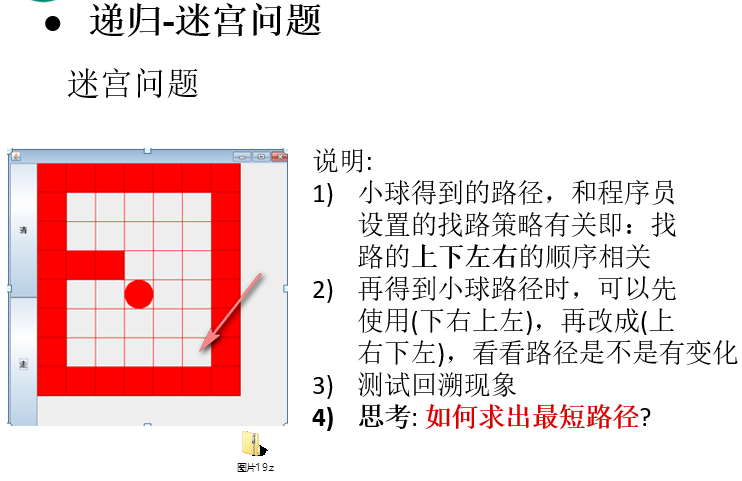 ● 递归-迷宫问题
迷宫问题
清
走
说明:
1) 小球得到的路径，和程序员
设置的找路策略有关即：找
路的上下左右的顺序相关
2) 再得到小球路径时，可以先
使用(下右上左)，再改成(上
右下左)，看看路径是不是有变化
3) 测试回溯现象
4) 思考: 如何求出最短路径?
图片19.z